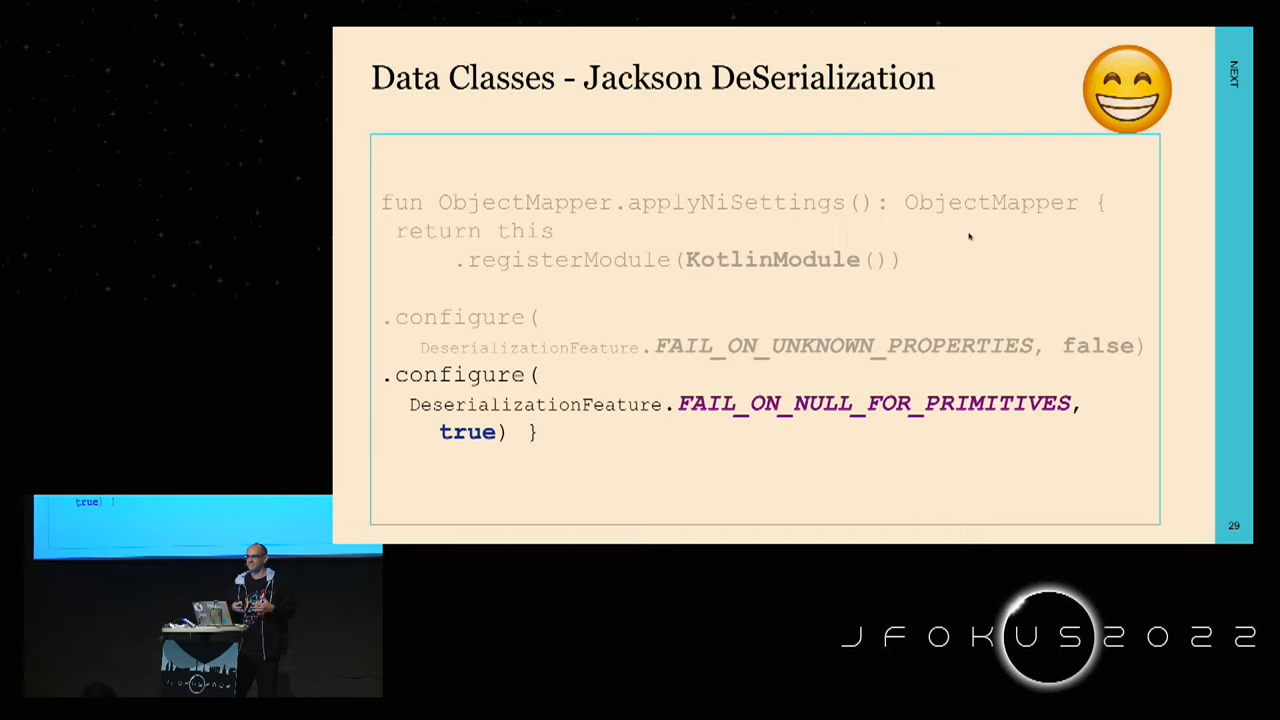 Data Classes - Jackson DeSerialization
NEXT
fun ObjectMapper.applyNiSettings(): ObjectMapper {
return this
.registerModule(KotlinModule())
.configure(
DeserializationFeature.FAIL_ON_UNKNOWN_PROPERTIES, false)
.configure(
DeserializationFeature.FAIL_ON_NULL_FOR_PRIMITIVES,
true) }
29
true) }
JFOKUS
JFOKUS2022